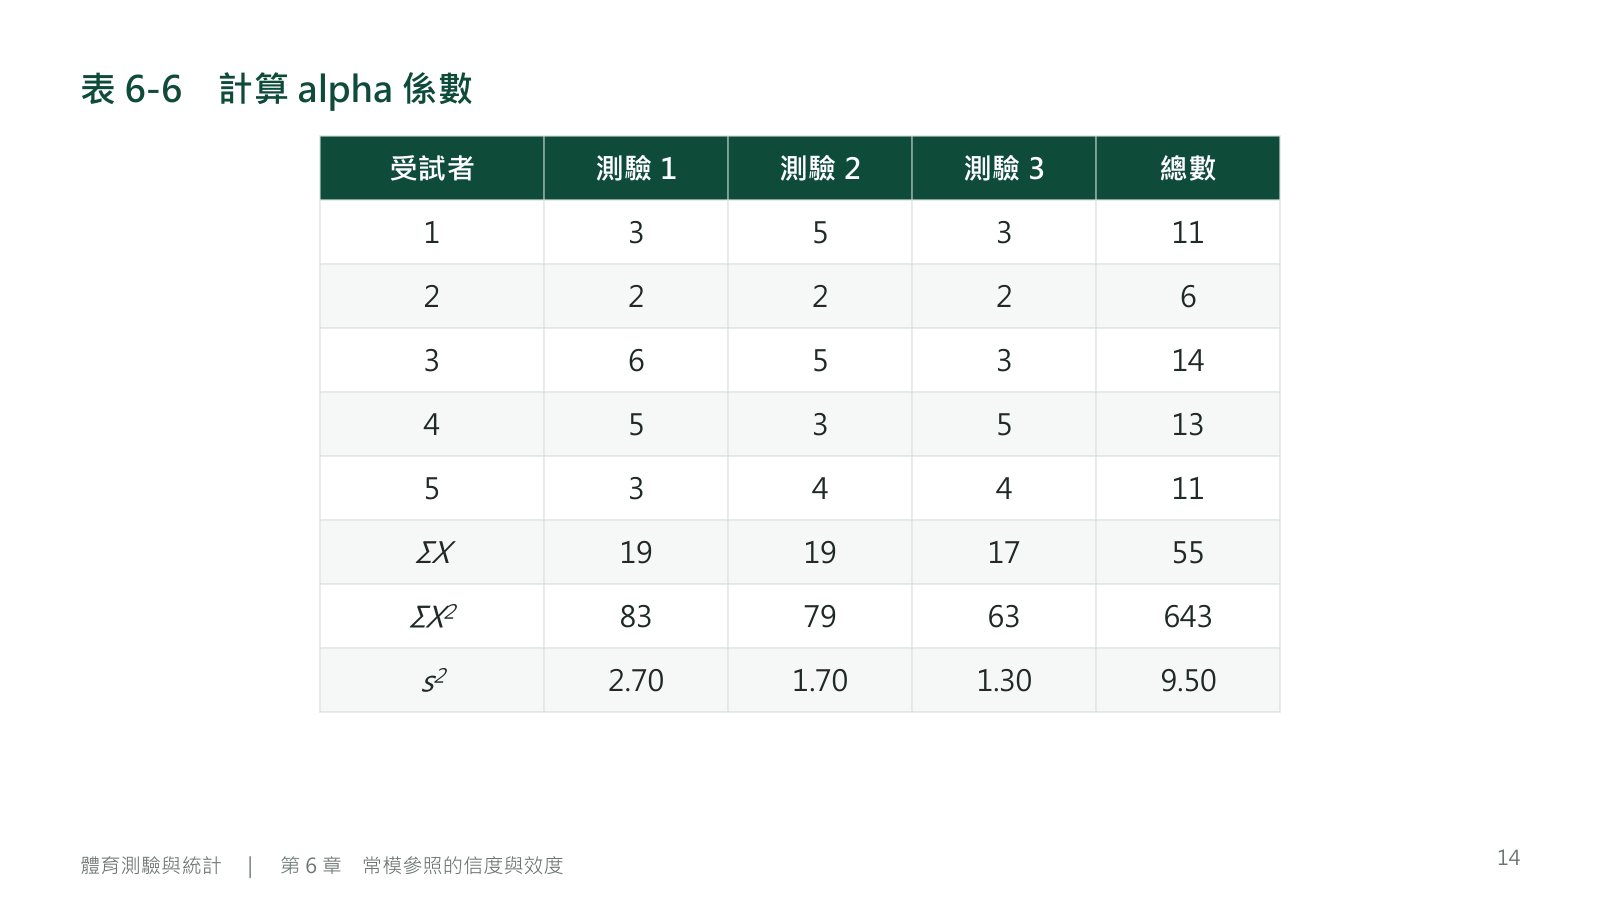 表 6-6　計算 alpha 係數
受試者 測驗 1 測驗 2 測驗 3 總數
1 3 5 3 11
2 2 2 2 6
3 6 5 3 14
4 5 3 5 13
5 3 4 4 11
ΣX 19 19 17 55
ΣX² 83 79 63 643
s² 2.70 1.70 1.30 9.50
體育測驗與統計　|　第 6 章　常模參照的信度與效度
14